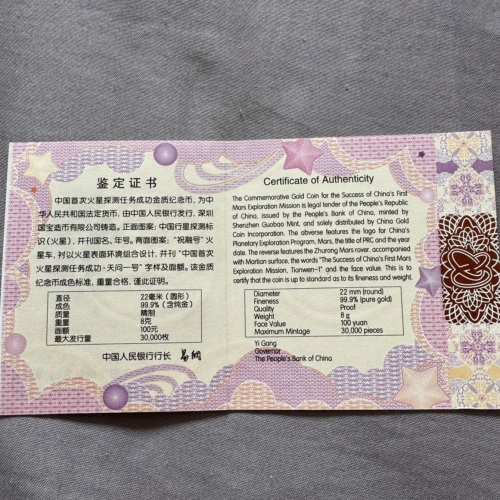 鉴定证书
中国首次火星探测任务成功金质纪念币，为中
华人民共和国法定货币，由中国人民银行发行，深圳
国宝造币有限公司铸造。正面图案：中国行星探测标
识（火星），并刊国名、年号。背面图案：“祝融号”火
星车，衬以火星表面环境组合设计，并刊“中国首次
火星探测任务成功·天问一号”字样及面额。该金质
纪念币成色标准，重量合格，谨此证明。
直径 22毫米（圆形）
成色 99.9%（含纯金）
质量 精制
重量 8克
面额 100元
最大发行量 30,000枚
中国人民银行行长 易纲
Certificate of Authenticity
The Commemorative Gold Coin for the Success of China's First
Mars Exploration Mission is legal tender of the People's Republic
of China, issued by the People's Bank of China, minted by
Shenzhen Guobao Mint, and solely distributed by China Gold
Coin Incorporation. The obverse features the logo for China's
Planetary Exploration Program, Mars, the title of PRC, and the year
date. The reverse features the Zhurong Mars rover, accompanied
with Martian surface, the words "The Success of China's First Mars
Exploration Mission, Tianwen-1" and the face value. This is to
certify that the coin is up to standard as to its fineness and weight.
Diameter 22 mm (round)
Fineness 99.9% (pure gold)
Quality Proof
Weight 8 g
Face Value 100 yuan
Maximum Mintage 30,000 pieces
Yi Gang
Governor
The People's Bank of China